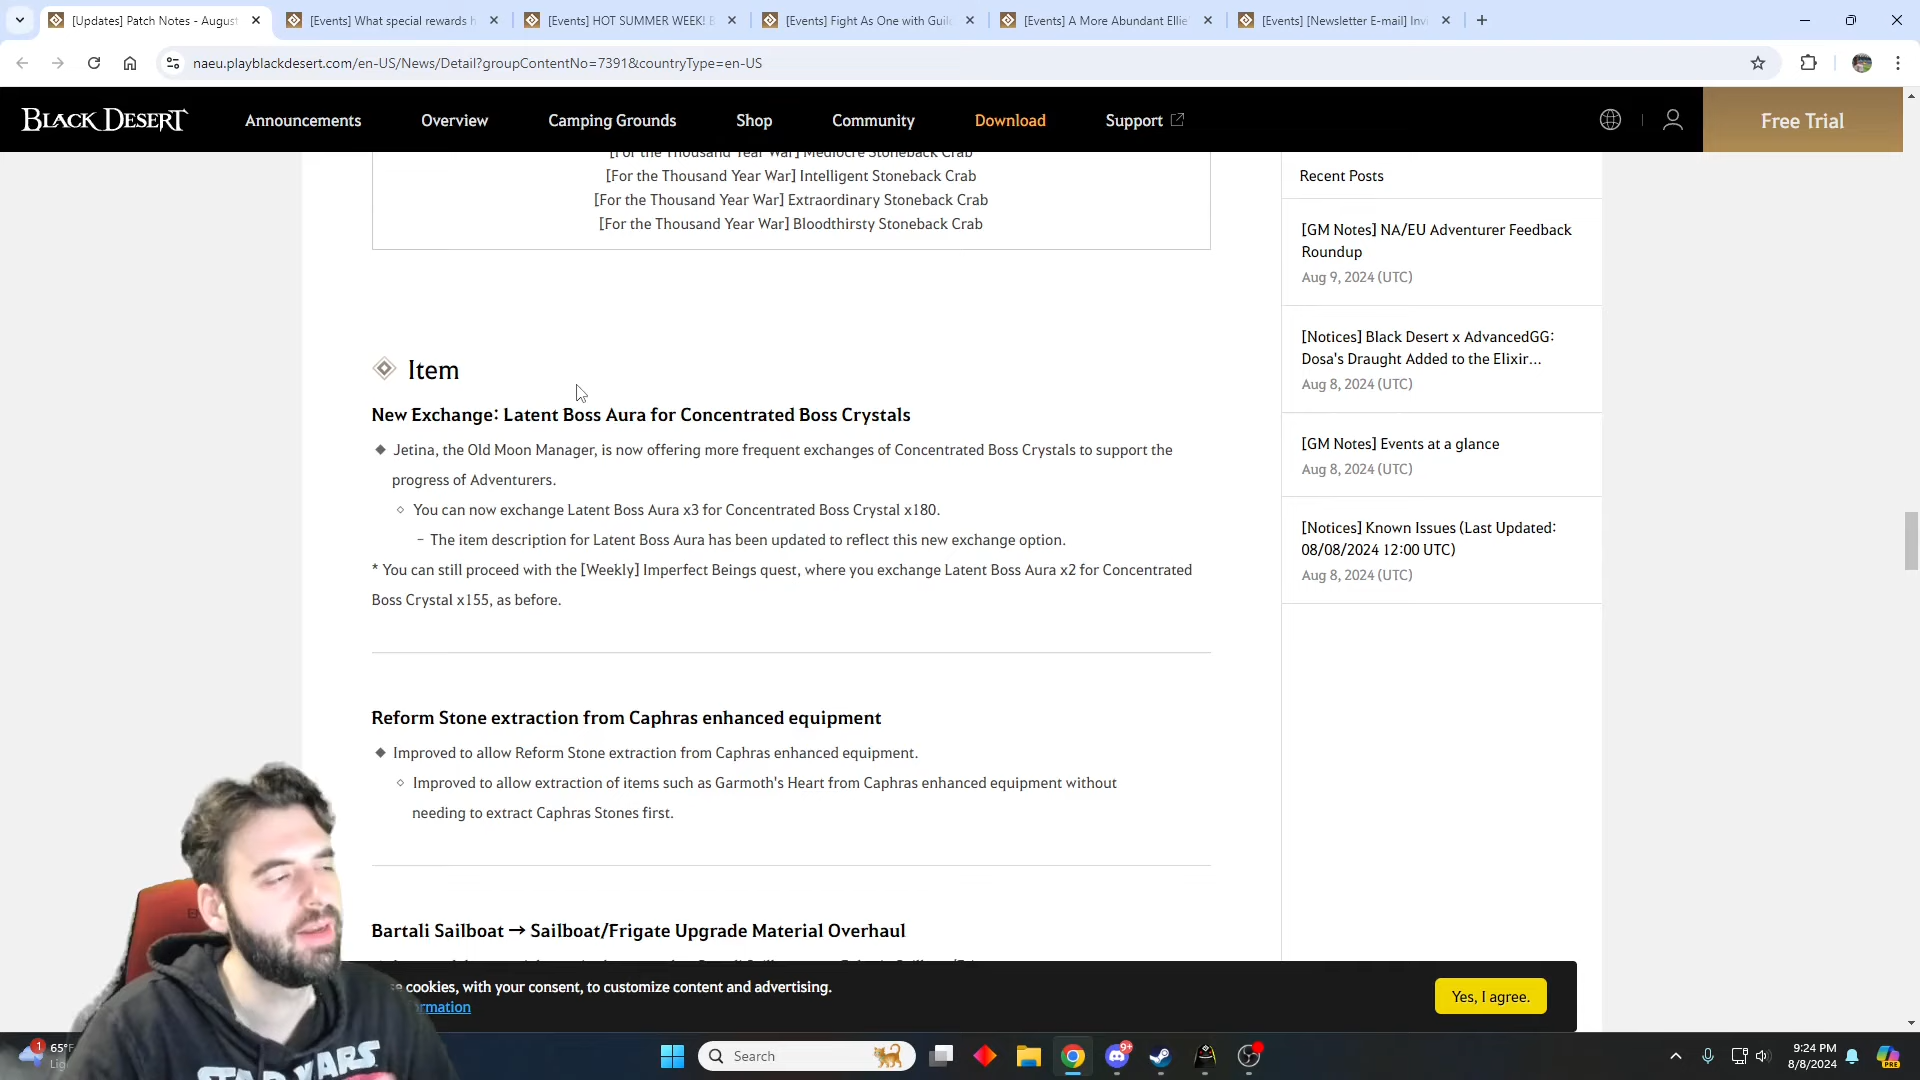 [Updates] Patch Notes - August
[Events] What special rewards h
[Events] HOT SUMMER WEEK! B
[Events] Fight As One with Guil
[Events] A More Abundant Ellie
[Events] [Newsletter E-mail] Inv
naeu.playblackdesert.com/en-US/News/Detail?groupContentNo=7391&countryType=en-US
BLACK DESERT
Announcements
Overview
Camping Grounds
Shop
Community
Download
Support
Free Trial
[For the Thousand Year War] Mediocre Stoneback Crab
[For the Thousand Year War] Intelligent Stoneback Crab
[For the Thousand Year War] Extraordinary Stoneback Crab
[For the Thousand Year War] Bloodthirsty Stoneback Crab
Item
New Exchange: Latent Boss Aura for Concentrated Boss Crystals
Jetina, the Old Moon Manager, is now offering more frequent exchanges of Concentrated Boss Crystals to support the
progress of Adventurers.
You can now exchange Latent Boss Aura x3 for Concentrated Boss Crystal x180.
- The item description for Latent Boss Aura has been updated to reflect this new exchange option.
* You can still proceed with the [Weekly] Imperfect Beings quest, where you exchange Latent Boss Aura x2 for Concentrated
Boss Crystal x155, as before.
Reform Stone extraction from Caphras enhanced equipment
Improved to allow Reform Stone extraction from Caphras enhanced equipment.
Improved to allow extraction of items such as Garmoth's Heart from Caphras enhanced equipment without
needing to extract Caphras Stones first.
Bartali Sailboat → Sailboat/Frigate Upgrade Material Overhaul
Recent Posts
[GM Notes] NA/EU Adventurer Feedback
Roundup
Aug 9, 2024 (UTC)
[Notices] Black Desert x AdvancedGG:
Dosa's Draught Added to the Elixir...
Aug 8, 2024 (UTC)
[GM Notes] Events at a glance
Aug 8, 2024 (UTC)
[Notices] Known Issues (Last Updated:
08/08/2024 12:00 UTC)
Aug 8, 2024 (UTC)
cookies, with your consent, to customize content and advertising.
Yes, I agree.
STAR WARS
1
65°F
Search
9+
9:24 PM
8/8/2024
PRE